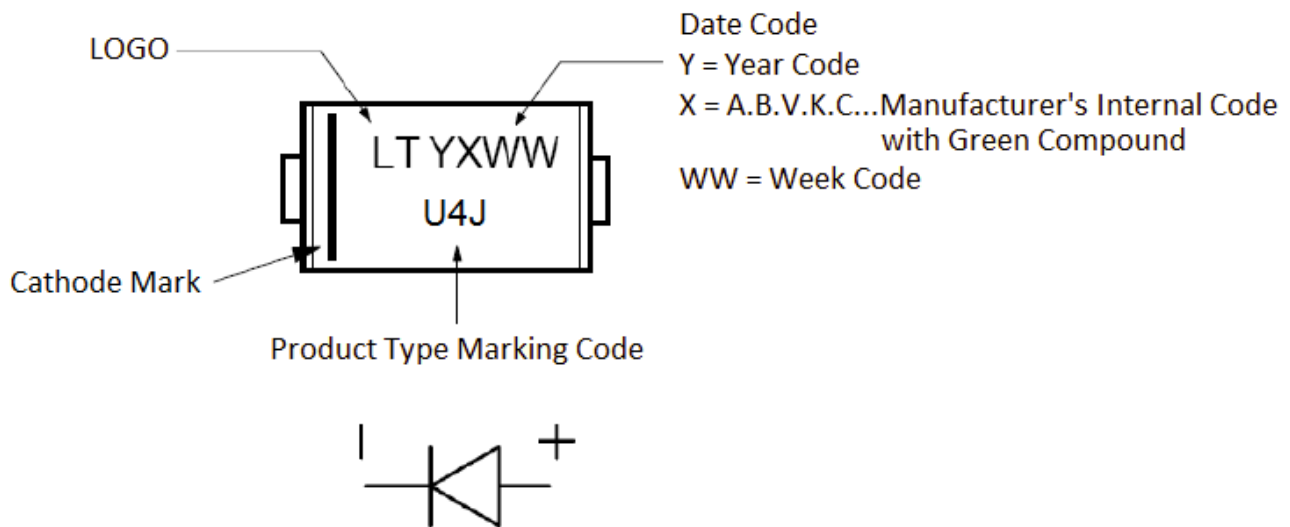 LOGO
Date Code
Y = Year Code
X = A.B.V.K.C...Manufacturer's Internal Code
with Green Compound
WW = Week Code
LT YXWW
U4J
Cathode Mark
Product Type Marking Code
− +